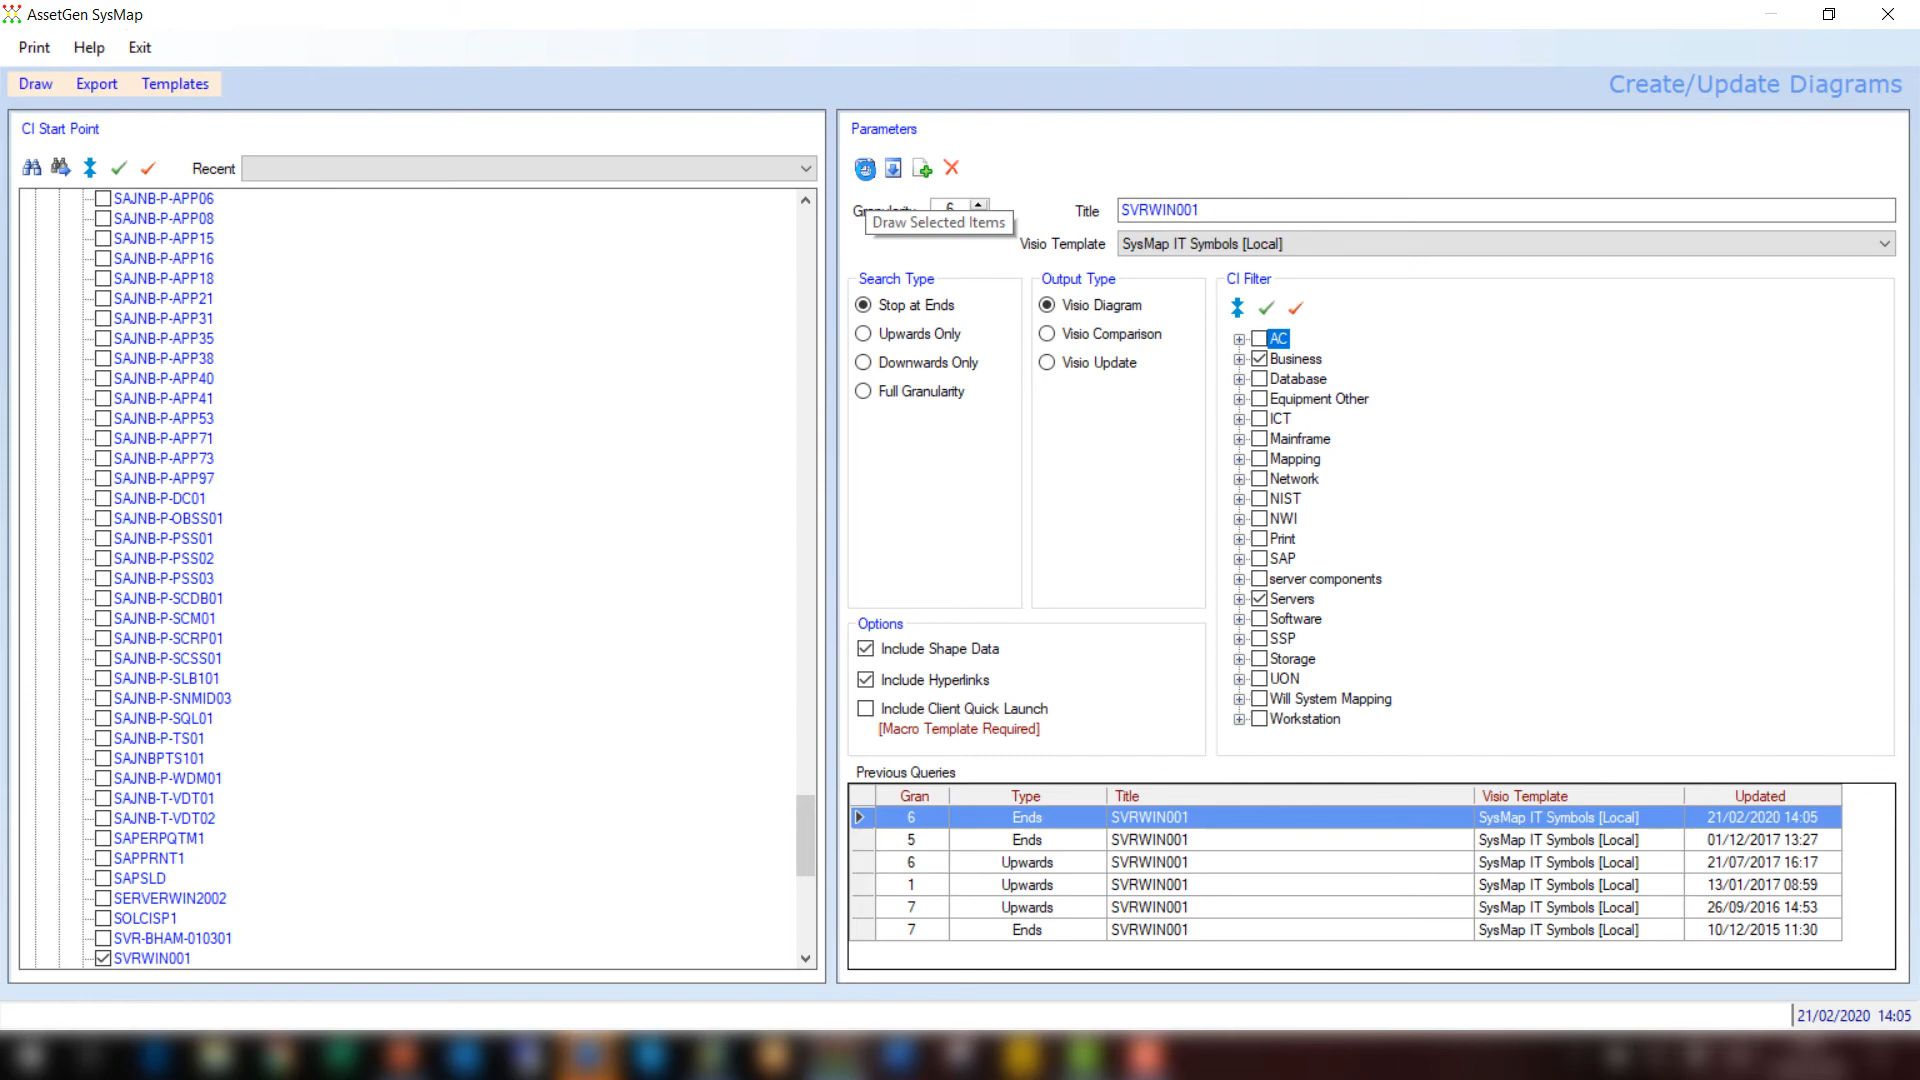 AssetGen SysMap
Print Help Exit
Draw Export Templates
Create/Update Diagrams
CI Start Point
Recent
SAJNB-P-APP06
SAJNB-P-APP08
SAJNB-P-APP15
SAJNB-P-APP16
SAJNB-P-APP18
SAJNB-P-APP21
SAJNB-P-APP31
SAJNB-P-APP35
SAJNB-P-APP38
SAJNB-P-APP40
SAJNB-P-APP41
SAJNB-P-APP53
SAJNB-P-APP71
SAJNB-P-APP73
SAJNB-P-APP97
SAJNB-P-DC01
SAJNB-P-OBSS01
SAJNB-P-PSS01
SAJNB-P-PSS02
SAJNB-P-PSS03
SAJNB-P-SCDB01
SAJNB-P-SCM01
SAJNB-P-SCRP01
SAJNB-P-SCSS01
SAJNB-P-SLB101
SAJNB-P-SNMID03
SAJNB-P-SQL01
SAJNB-P-TS01
SAJNBPTS101
SAJNB-P-WDM01
SAJNB-T-VDT01
SAJNB-T-VDT02
SAPERPQTM1
SAPPRNT1
SAPSLD
SERVERWIN2002
SOLCISP1
SVR-BHAM-010301
SVRWIN001
Parameters
Granularity 6
Draw Selected Items
Title SVRWIN001
Visio Template SysMap IT Symbols [Local]
Search Type
Stop at Ends
Upwards Only
Downwards Only
Full Granularity
Output Type
Visio Diagram
Visio Comparison
Visio Update
CI Filter
AC
Business
Database
Equipment Other
ICT
Mainframe
Mapping
Network
NIST
NWI
Print
SAP
server components
Servers
Software
SSP
Storage
UON
Will System Mapping
Workstation
Options
Include Shape Data
Include Hyperlinks
Include Client Quick Launch
[Macro Template Required]
Previous Queries
Gran Type Title Visio Template Updated
6 Ends SVRWIN001 SysMap IT Symbols [Local] 21/02/2020 14:05
5 Ends SVRWIN001 SysMap IT Symbols [Local] 01/12/2017 13:27
6 Upwards SVRWIN001 SysMap IT Symbols [Local] 21/07/2017 16:17
1 Upwards SVRWIN001 SysMap IT Symbols [Local] 13/01/2017 08:59
7 Upwards SVRWIN001 SysMap IT Symbols [Local] 26/09/2016 14:53
7 Ends SVRWIN001 SysMap IT Symbols [Local] 10/12/2015 11:30
21/02/2020 14:05